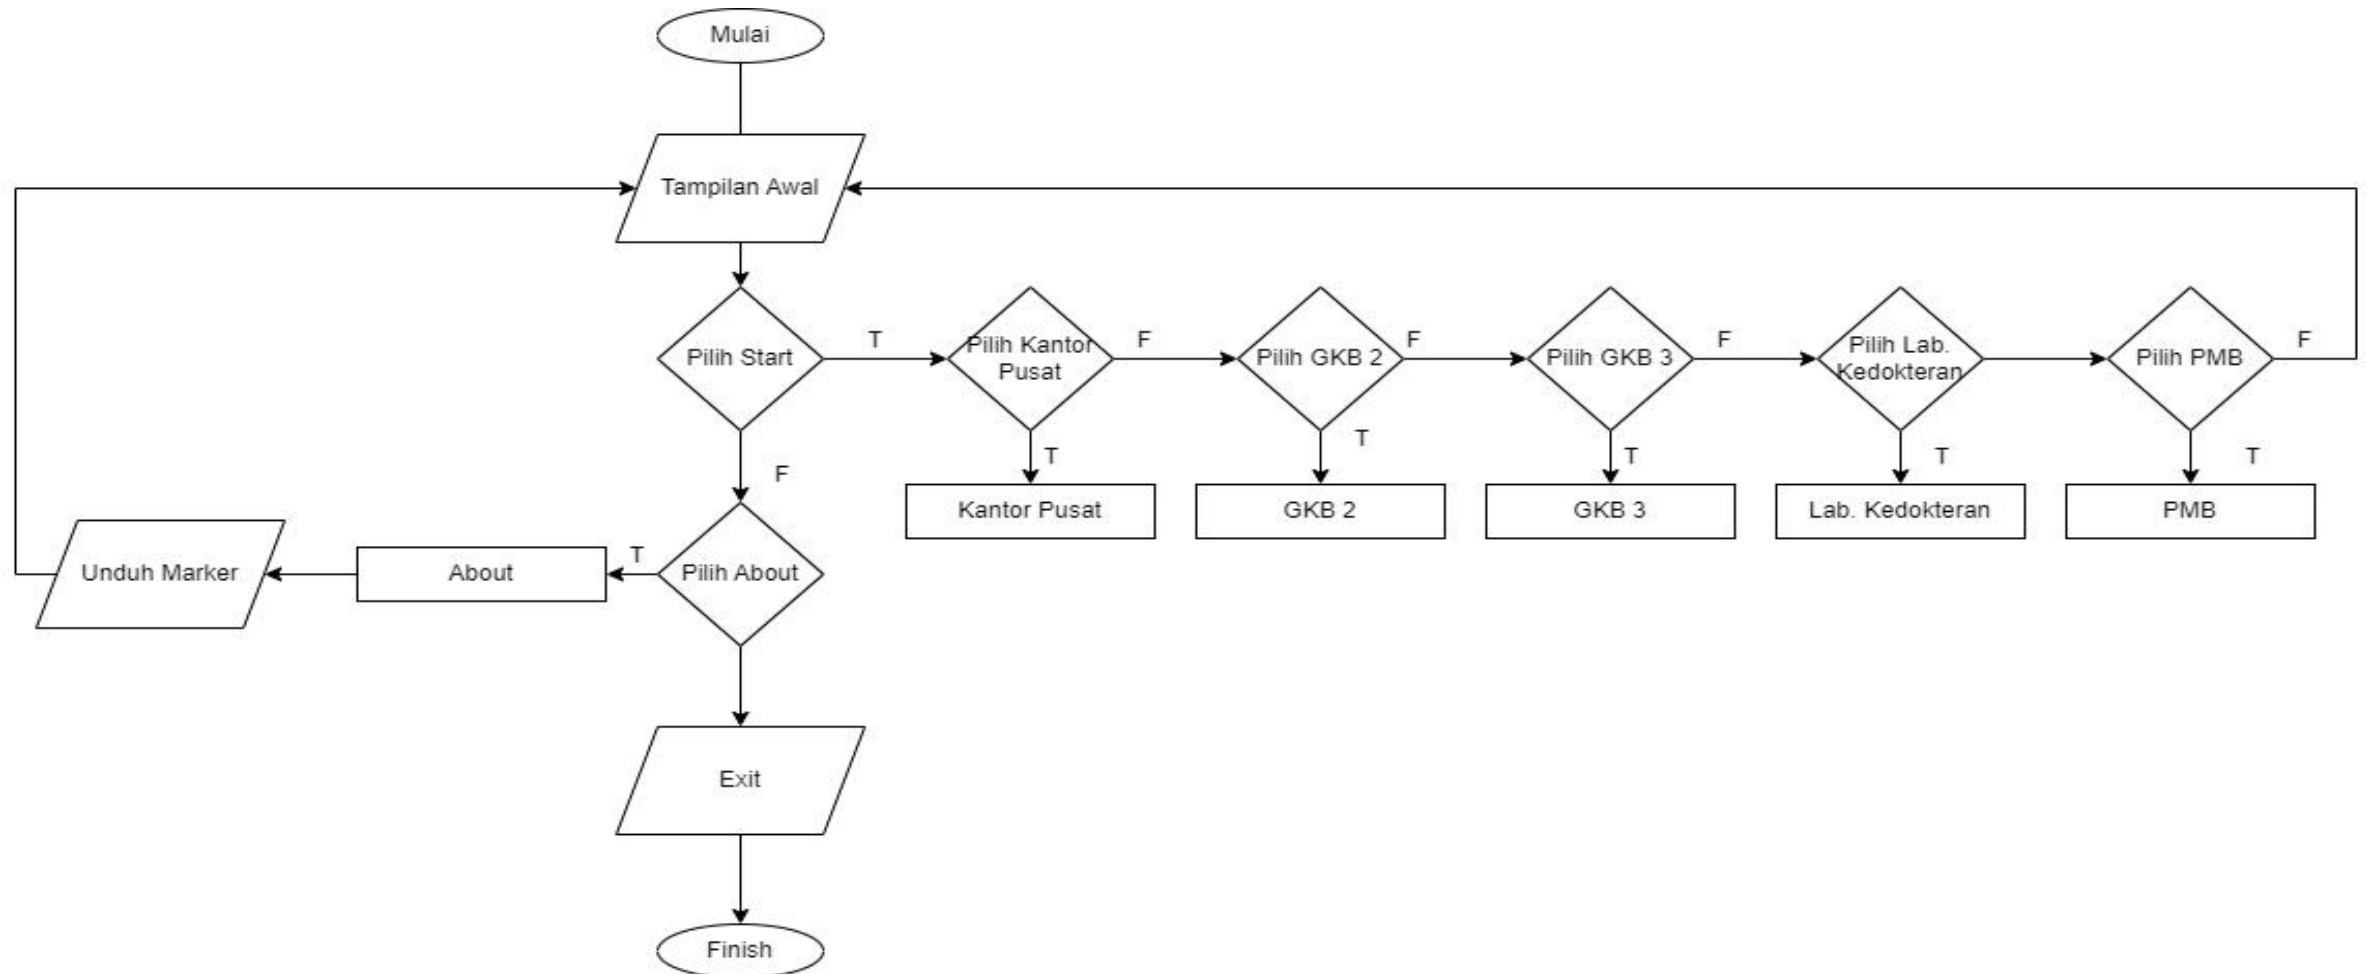 Mulai
Tampilan Awal
Pilih Start
T
Pilih Kantor
Pusat
F
Pilih GKB 2
F
Pilih GKB 3
F
Pilih Lab.
Kedokteran
Pilih PMB
F
F
T
T
T
T
T
Kantor Pusat
GKB 2
GKB 3
Lab. Kedokteran
PMB
Unduh Marker
About
T
Pilih About
Exit
Finish